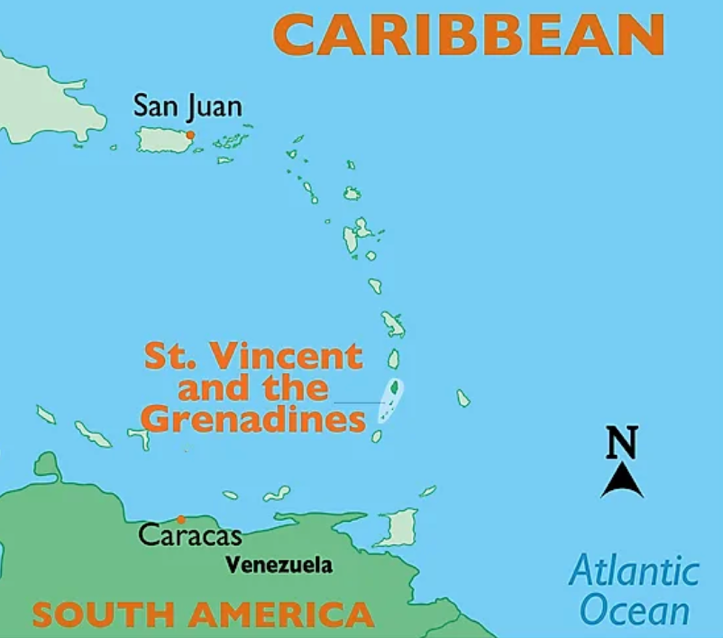 CARIBBEAN
San Juan
St. Vincent
and the
Grenadines
N
Caracas
Venezuela
Atlantic
Ocean
SOUTH AMERICA